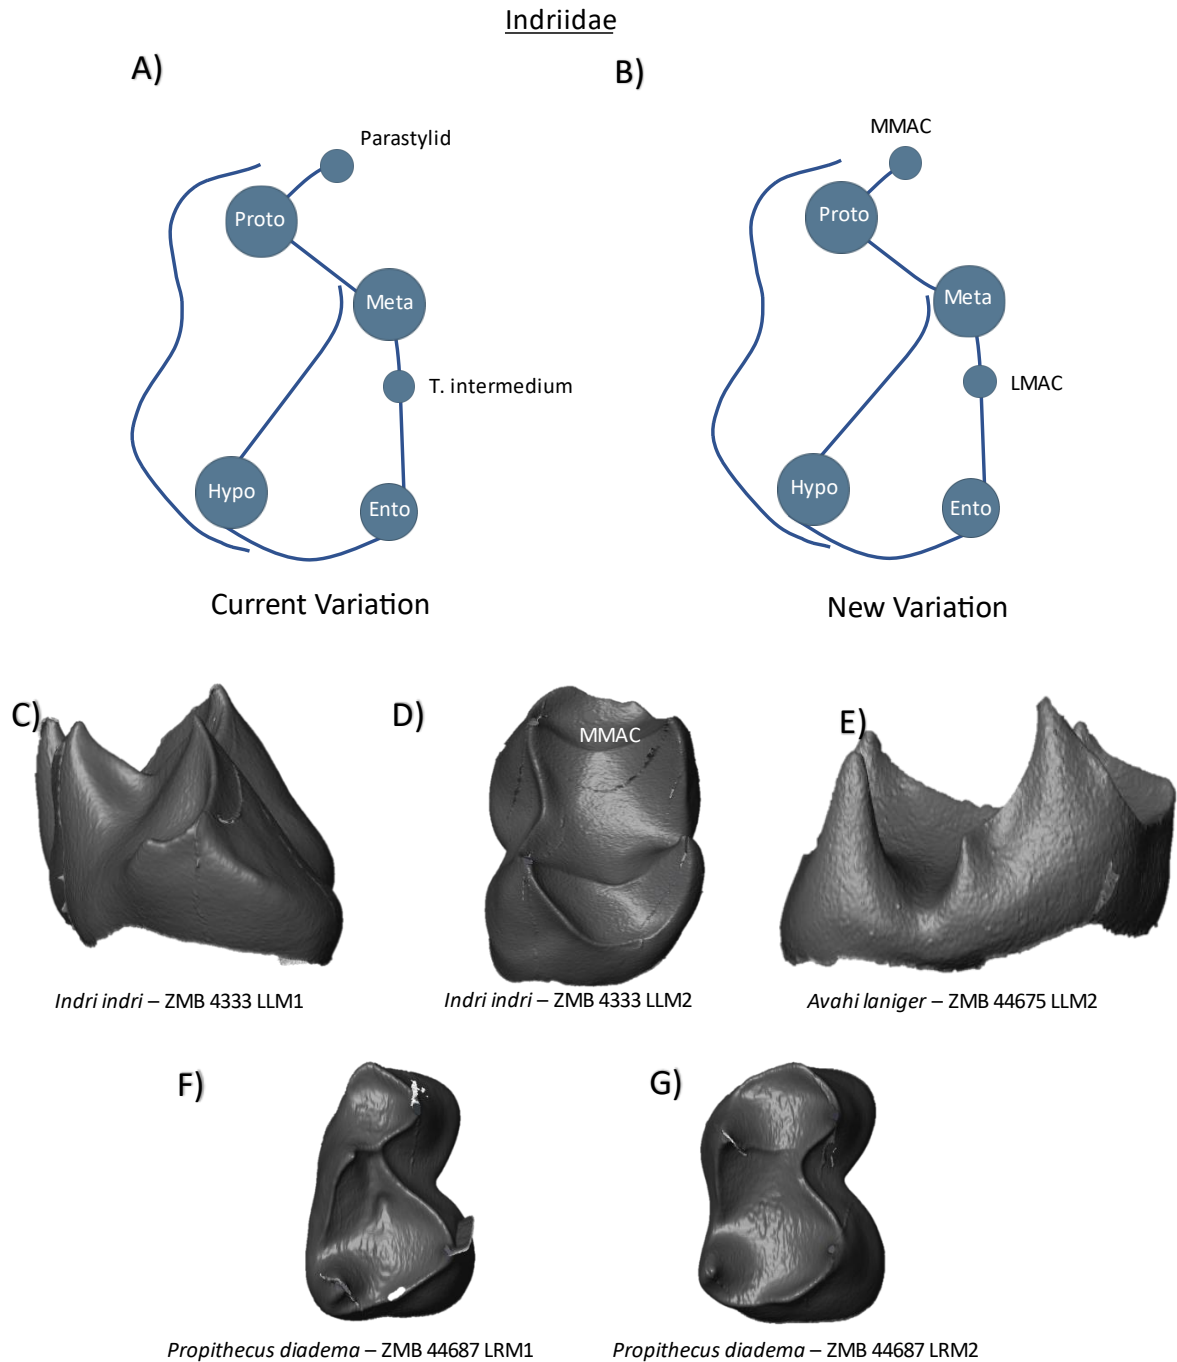 Indriidae
A)
B)
Parastylid
MMAC
Proto
Proto
Meta
Meta
T. intermedium
LMAC
Hypo
Ento
Hypo
Ento
Current Variation
New Variation
C)
D)
MMAC
E)
Indri indri – ZMB 4333 LLM1
Indri indri – ZMB 4333 LLM2
Avahi laniger – ZMB 44675 LLM2
F)
G)
Propithecus diadema – ZMB 44687 LRM1
Propithecus diadema – ZMB 44687 LRM2